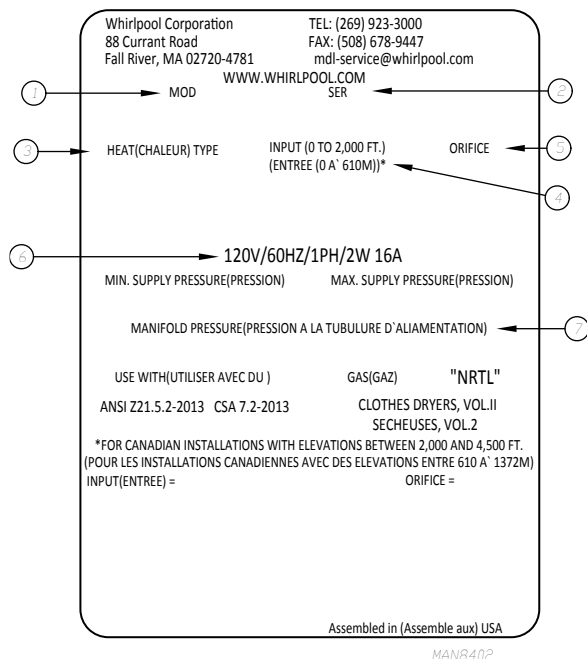 Whirlpool Corporation TEL: (269) 923-3000
88 Currant Road FAX: (508) 678-9447
Fall River, MA 02720-4781 mdl-service@whirlpool.com
WWW.WHIRLPOOL.COM
1 MOD SER 2
3 HEAT(CHALEUR) TYPE INPUT (0 TO 2,000 FT.) ORIFICE 5
(ENTREE (0 A` 610M))* 4
6 120V/60HZ/1PH/2W 16A
MIN. SUPPLY PRESSURE(PRESSION) MAX. SUPPLY PRESSURE(PRESSION)
MANIFOLD PRESSURE(PRESSION A LA TUBULURE D`ALIAMENTATION) 7
USE WITH(UTILISER AVEC DU ) GAS(GAZ) "NRTL"
ANSI Z21.5.2-2013 CSA 7.2-2013 CLOTHES DRYERS, VOL.II
SECHEUSES, VOL.2
*FOR CANADIAN INSTALLATIONS WITH ELEVATIONS BETWEEN 2,000 AND 4,500 FT.
(POUR LES INSTALLATIONS CANADIENNES AVEC DES ELEVATIONS ENTRE 610 A` 1372M)
INPUT(ENTREE) = ORIFICE =
Assembled in (Assemble aux) USA
MAN8402